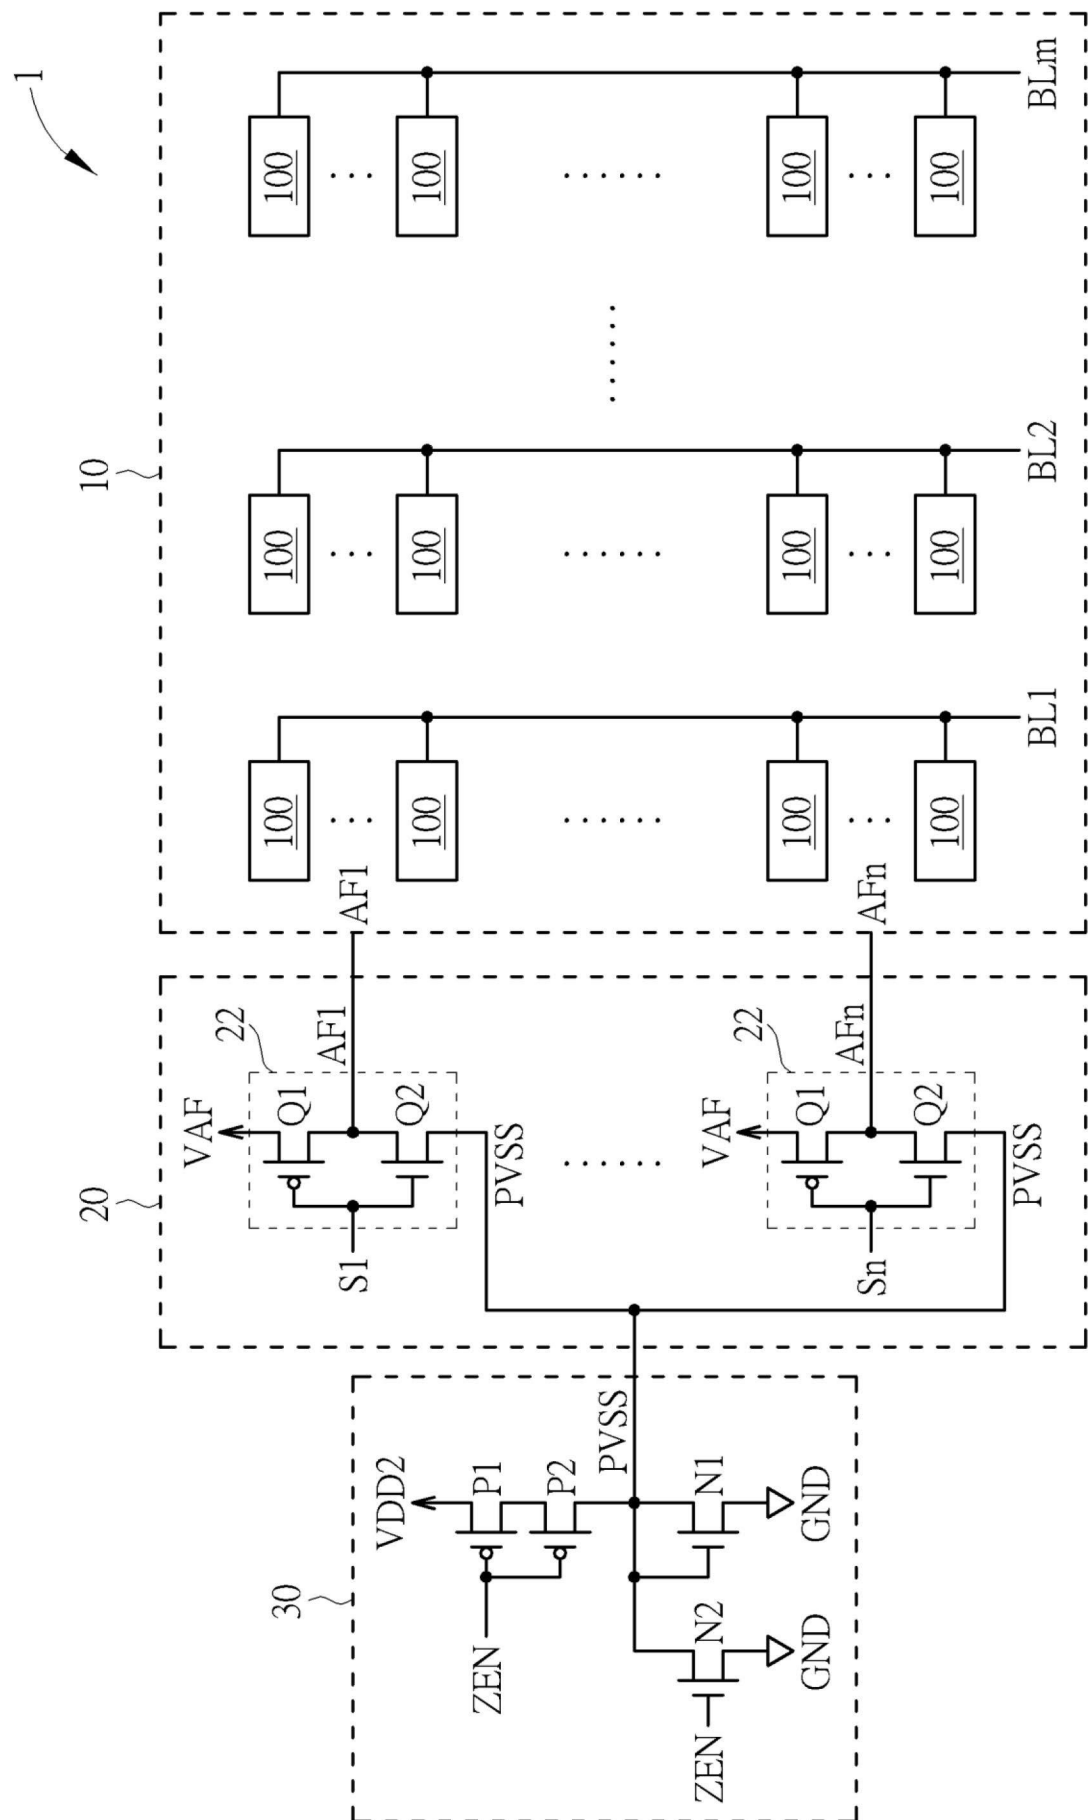 1
10
20
30
VDD2
P1
P2
ZEN
PVSS
N1
N2
ZEN
GND
GND
VAF
22
Q1
AF1
S1
Q2
PVSS
......
VAF
22
Q1
AFn
Sn
Q2
PVSS
AF1
AFn
100
...
100
......
100
...
100
BL1
100
...
100
......
100
...
100
BL2
......
100
...
100
......
100
...
100
BLm